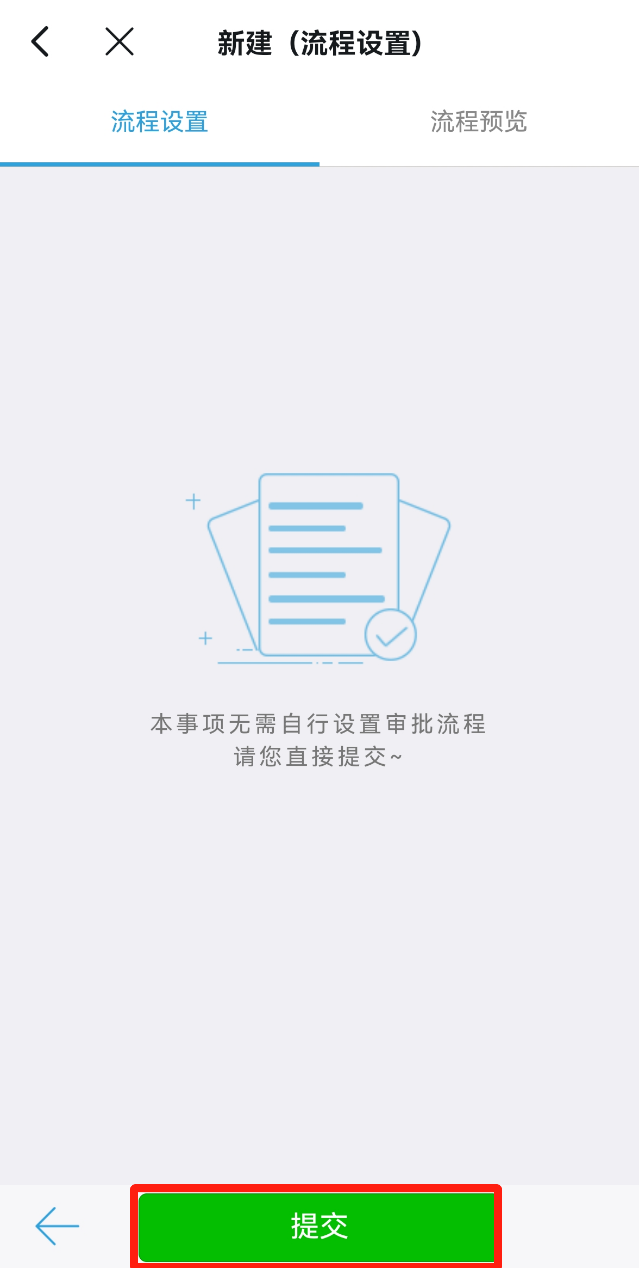 新建（流程设置）
流程设置
流程预览
本事项无需自行设置审批流程
请您直接提交~
提交